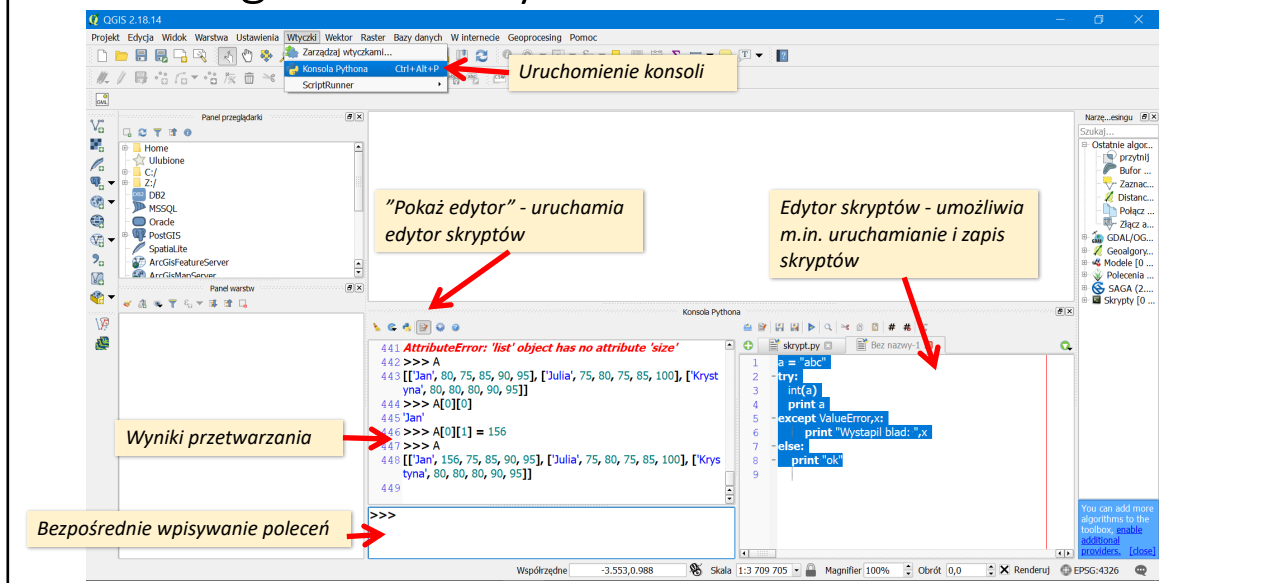 QGIS 2.18.14
Projekt Edycja Widok Warstwa Ustawienia Wtyczki Wektor Raster Bazy danych W internecie Geoprocesing Pomoc
Zarządzaj wtyczkami...
Konsola Pythona Ctrl+Alt+P
ScriptRunner
Uruchomienie konsoli
GML
Panel przeglądarki
Home
Ulubione
C:/
Z:/
DB2
MSSQL
Oracle
PostGIS
SpatiaLite
ArcGisFeatureServer
ArcGisMapServer
Panel warstw
"Pokaż edytor" - uruchamia
edytor skryptów
Edytor skryptów - umożliwia
m.in. uruchamianie i zapis
skryptów
Narzę...esingu
Szukaj...
Ostatnie algor...
przytnij
Bufor ...
Zaznac...
Distanc...
Połącz ...
Złącz a...
GDAL/OG...
Geoalgory...
Modele [0 ...
Polecenia ...
SAGA (2....
Skrypty [0 ...
Konsola Pythona
441 AttributeError: 'list' object has no attribute 'size'
442 >>> A
443 [['Jan', 80, 75, 85, 90, 95], ['Julia', 75, 80, 75, 85, 100], ['Kryst
yna', 80, 80, 80, 90, 95]]
444 >>> A[0][0]
445 'Jan'
446 >>> A[0][1] = 156
447 >>> A
448 [['Jan', 156, 75, 85, 90, 95], ['Julia', 75, 80, 75, 85, 100], ['Krys
tyna', 80, 80, 80, 90, 95]]
449
>>>
Wyniki przetwarzania
Bezpośrednie wpisywanie poleceń
skrypt.py Bez nazwy-1
1 a = "abc"
2 try:
3 int(a)
4 print a
5 except ValueError,x:
6 print "Wystapil blad: ",x
7 else:
8 print "ok"
9
You can add more
algorithms to the
toolbox, enable
additional
providers. [close]
Współrzędne -3.553,0.988 Skala 1:3 709 705 Magnifier 100% Obrót 0,0 Renderuj EPSG:4326